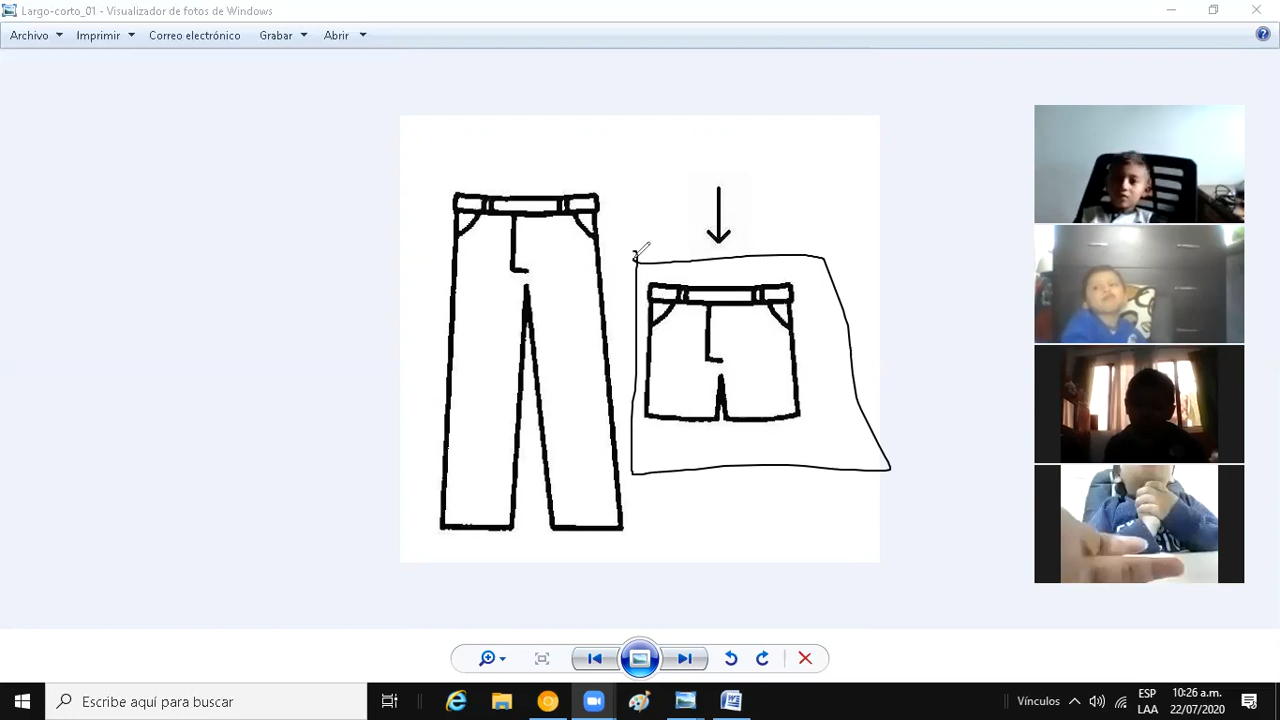 Largo-corto_01 - Visualizador de fotos de Windows
Archivo Imprimir Correo electrónico Grabar Abrir
Escribe aquí para buscar
Vínculos
ESP
LAA
10:26 a.m.
22/07/2020